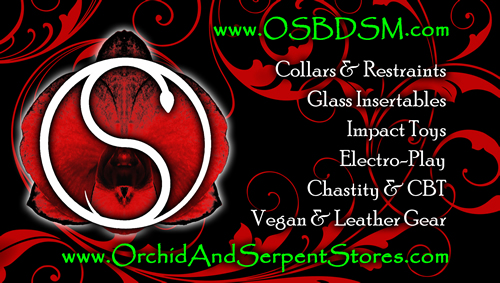 www.OSBDSM.com
Collars & Restraints
Glass Insertables
Impact Toys
Electro-Play
Chastity & CBT
Vegan & Leather Gear
www.OrchidAndSerpentStores.com